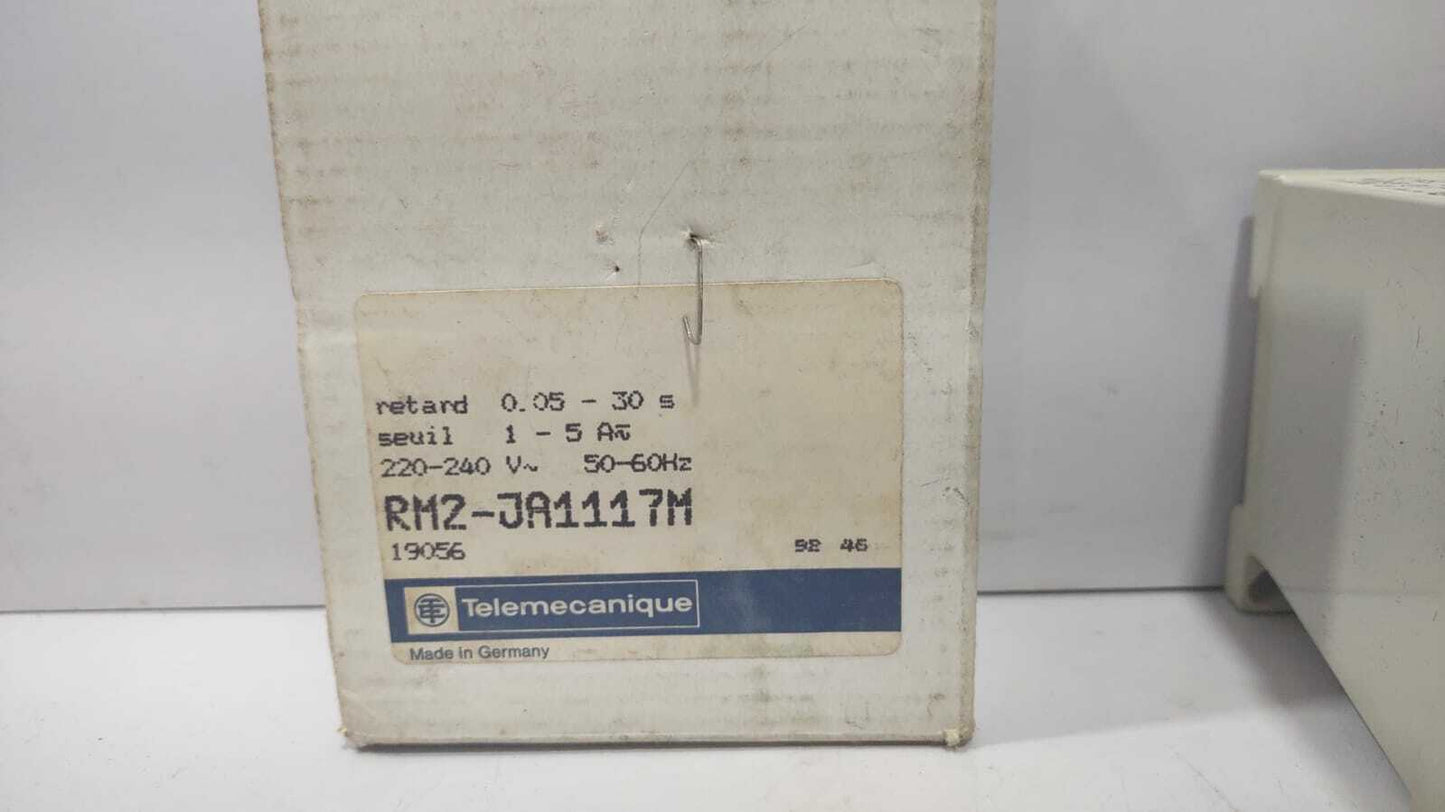 retard 0.05 - 30 s
seuil 1 - 5 A≂
220-240 V~ 50-60Hz
RM2-JA1117M
19056 92 46
TE Telemecanique
Made in Germany